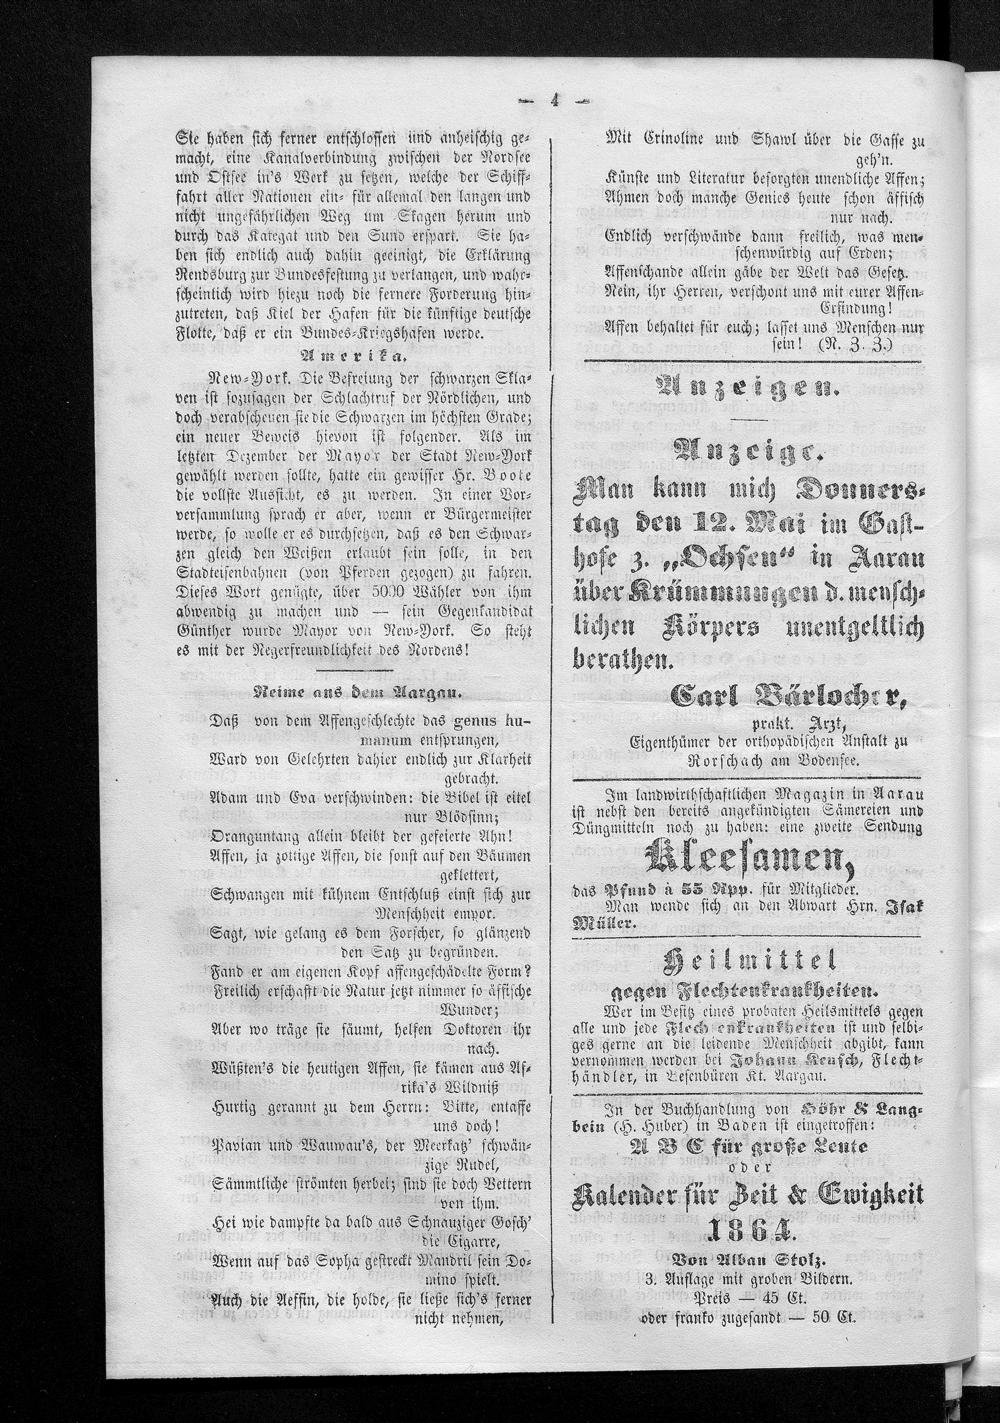 — 4 —
Sie haben sich ferner entschlossen und anheischig ge-
macht, eine Kanalverbindung zwischen der Nordsee
und Ostsee in's Werk zu setzen, welche der Schiff-
fahrt aller Nationen ein- für allemal den langen und
nicht ungefährlichen Weg um Skagen herum und
durch das Kategat und den Sund erspart. Sie ha-
ben sich endlich auch dahin geeinigt, die Erklärung
Rendsburg zur Bundesfestung zu verlangen, und wahr-
scheinlich wird hiezu noch die fernere Forderung hin-
zutreten, daß Kiel der Hafen für die künftige deutsche
Flotte, daß er ein Bundes-Kriegshafen werde.
Amerika.
New-York. Die Befreiung der schwarzen Skla-
ven ist sozusagen der Schlachtruf der Nördlichen, und
doch verabscheuen sie die Schwarzen im höchsten Grade;
ein neuer Beweis hievon ist folgender. Als im
letzten Dezember der Mayor der Stadt New-York
gewählt werden sollte, hatte ein gewisser Hr. Boole
die vollste Aussicht, es zu werden. In einer Vor-
versammlung sprach er aber, wenn er Bürgermeister
werde, so wolle er es durchsetzen, daß es den Schwar-
zen gleich den Weißen erlaubt sein solle, in den
Stadteisenbahnen (von Pferden gezogen) zu fahren.
Dieses Wort genügte, über 5000 Wähler von ihm
abwendig zu machen und — sein Gegenkandidat
Günther wurde Mayor von New-York. So steht
es mit der Negerfreundlichkeit des Nordens!
Reime aus dem Aargau.
Daß von dem Affengeschlechte das genus hu-
manum entsprungen,
Ward von Gelehrten dahier endlich zur Klarheit
gebracht.
Adam und Eva verschwinden: die Bibel ist eitel
nur Blödsinn;
Orangutang allein bleibt der gefeierte Ahn!
Affen, ja zottige Affen, die sonst auf den Bäumen
geklettert,
Schwangen mit kühnem Entschluß einst sich zur
Menschheit empor.
Sagt, wie gelang es dem Forscher, so glänzend
den Satz zu begründen.
Fand er am eigenen Kopf affengeschädelte Form?
Freilich erschafft die Natur jetzt nimmer so äffische
Wunder;
Aber wo träge sie säumt, helfen Doktoren ihr
nach.
Wüßten's die heutigen Affen, sie kämen aus Af-
rika's Wildniß
Hurtig gerannt zu dem Herrn: Bitte, entaffe
uns doch!
Pavian und Wauwau's, der Meerkatz' schwän-
zige Rudel,
Sämmtliche strömten herbei; sind sie doch Vettern
von ihm.
Hei wie dampfte da bald aus Schnauziger Gosch'
die Cigarre,
Wenn auf das Sopha gestreckt Mandril sein Do-
mino spielt.
Auch die Aeffin, die holde, sie ließe sich's ferner
nicht nehmen,
Mit Crinoline und Shawl über die Gasse zu
geh'n.
Künste und Literatur besorgten unendliche Affen;
Ahmen doch manche Genies heute schon äffisch
nur nach.
Endlich verschwände dann freilich, was men-
schenwürdig auf Erden;
Affenschande allein gäbe der Welt das Gesetz.
Nein, ihr Herren, verschont uns mit eurer Affen-
Erfindung!
Affen behaltet für euch; lasset uns Menschen nur
sein! (N. Z. Z.)
Anzeigen.
Anzeige.
Man kann mich Donners-
tag den 12. Mai im Gast-
hofe z. „Ochsen“ in Aarau
über Krümmungen d. mensch-
lichen Körpers unentgeltlich
berathen.
Carl Bärlocher,
prakt. Arzt,
Eigenthümer der orthopädischen Anstalt zu
Rorschach am Bodensee.
Im landwirthschaftlichen Magazin in Aarau
ist nebst den bereits angekündigten Sämereien und
Düngmitteln noch zu haben: eine zweite Sendung
Kleesamen,
das Pfund à 55 Rpp. für Mitglieder.
Man wende sich an den Abwart Hrn. Isak
Müller.
Heilmittel
gegen Flechtenkrankheiten.
Wer im Besitz eines probaten Heilsmittels gegen
alle und jede Flech enkrankheiten ist und selbi-
ges gerne an die leidende Menschheit abgibt, kann
vernommen werden bei Johann Keusch, Flecht-
händler, in Besenbüren Kt. Aargau.
In der Buchhandlung von Höhr & Lang-
bein (H. Huber) in Baden ist eingetroffen:
A B C für große Leute
oder
Kalender für Zeit & Ewigkeit
1864.
Von Alban Stolz.
3. Auflage mit groben Bildern.
Preis — 45 Ct.
oder franko zugesandt — 50 Ct.